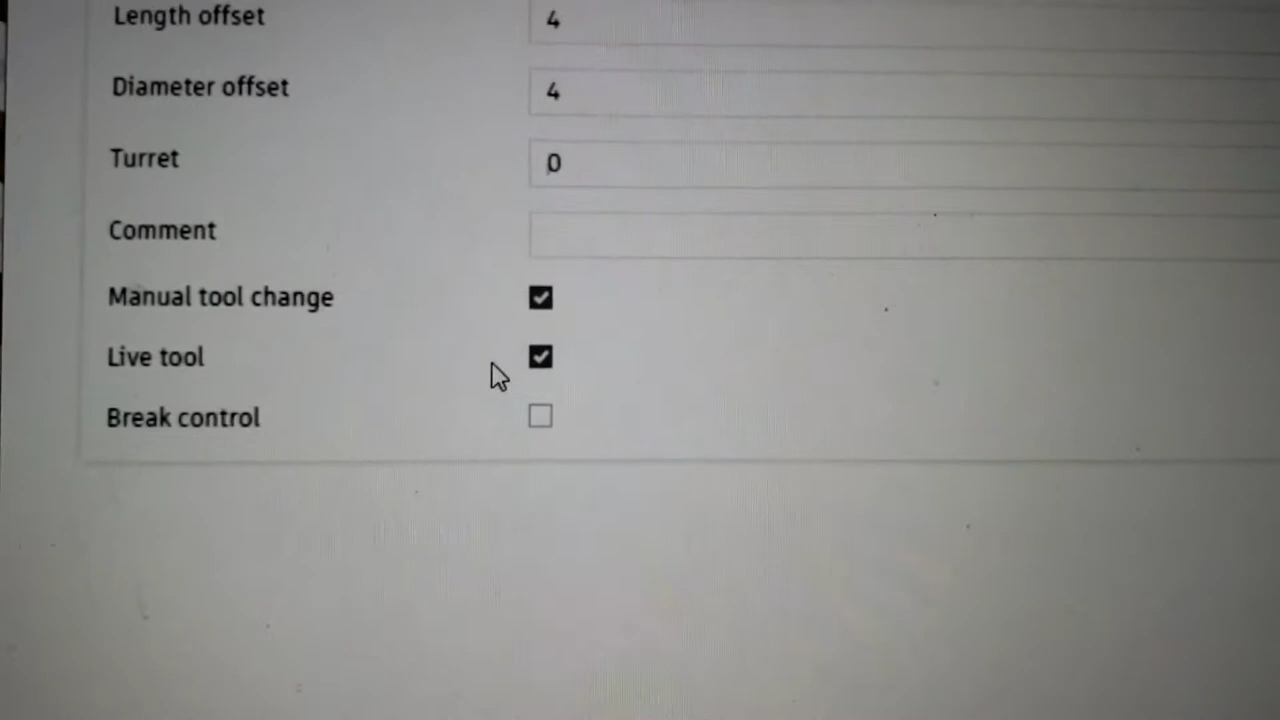 Length offset 4
Diameter offset 4
Turret 0
Comment
Manual tool change
Live tool
Break control